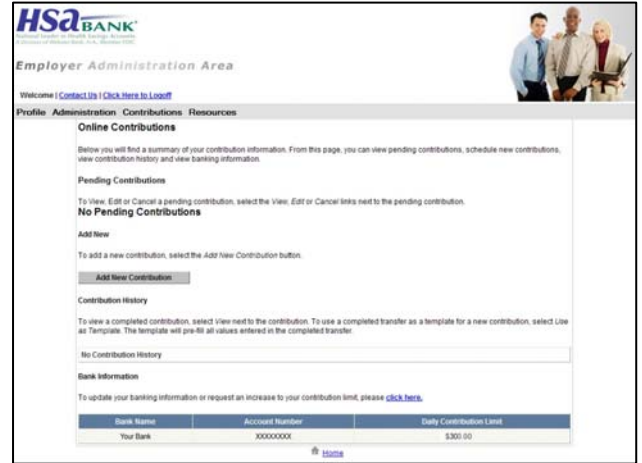 HSA BANK
National Leader in Health Savings Accounts
A Division of Webster Bank, N.A., Member FDIC
Employer Administration Area
Welcome | Contact Us | Click Here to Logoff
Profile Administration Contributions Resources
Online Contributions
Below you will find a summary of your contribution information. From this page, you can view pending contributions, schedule new contributions,
view contribution history and view banking information.
Pending Contributions
To View, Edit or Cancel a pending contribution, select the View, Edit or Cancel links next to the pending contribution.
No Pending Contributions
Add New
To add a new contribution, select the Add New Contribution button.
Add New Contribution
Contribution History
To view a completed contribution, select View next to the contribution. To use a completed transfer as a template for a new contribution, select Use
as Template. The template will pre-fill all values entered in the completed transfer.
No Contribution History
Bank Information
To update your banking information or request an increase to your contribution limit, please click here.
Bank Name Account Number Daily Contribution Limit
Your Bank XXXXXXXX $300.00
Home